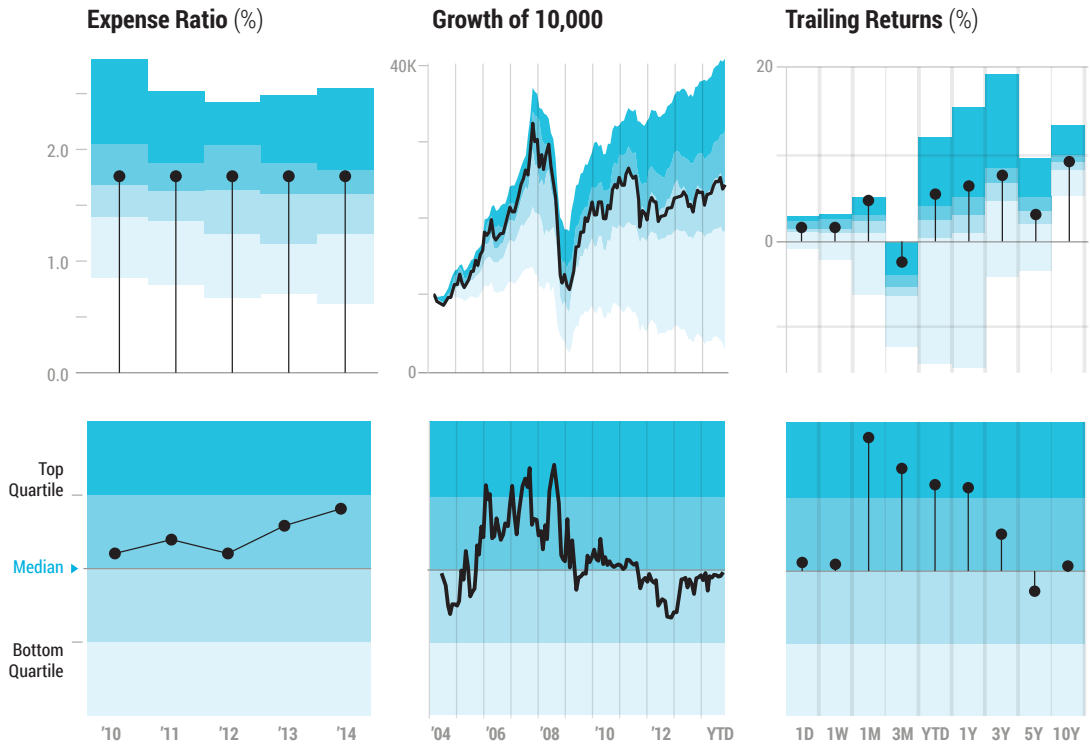 Expense Ratio (%)
2.0
1.0
0.0
Growth of 10,000
40K
0
Trailing Returns (%)
20
0
Top
Quartile
Median
Bottom
Quartile
'10 '11 '12 '13 '14
'04 '06 '08 '10 '12 YTD
1D 1W 1M 3M YTD 1Y 3Y 5Y 10Y